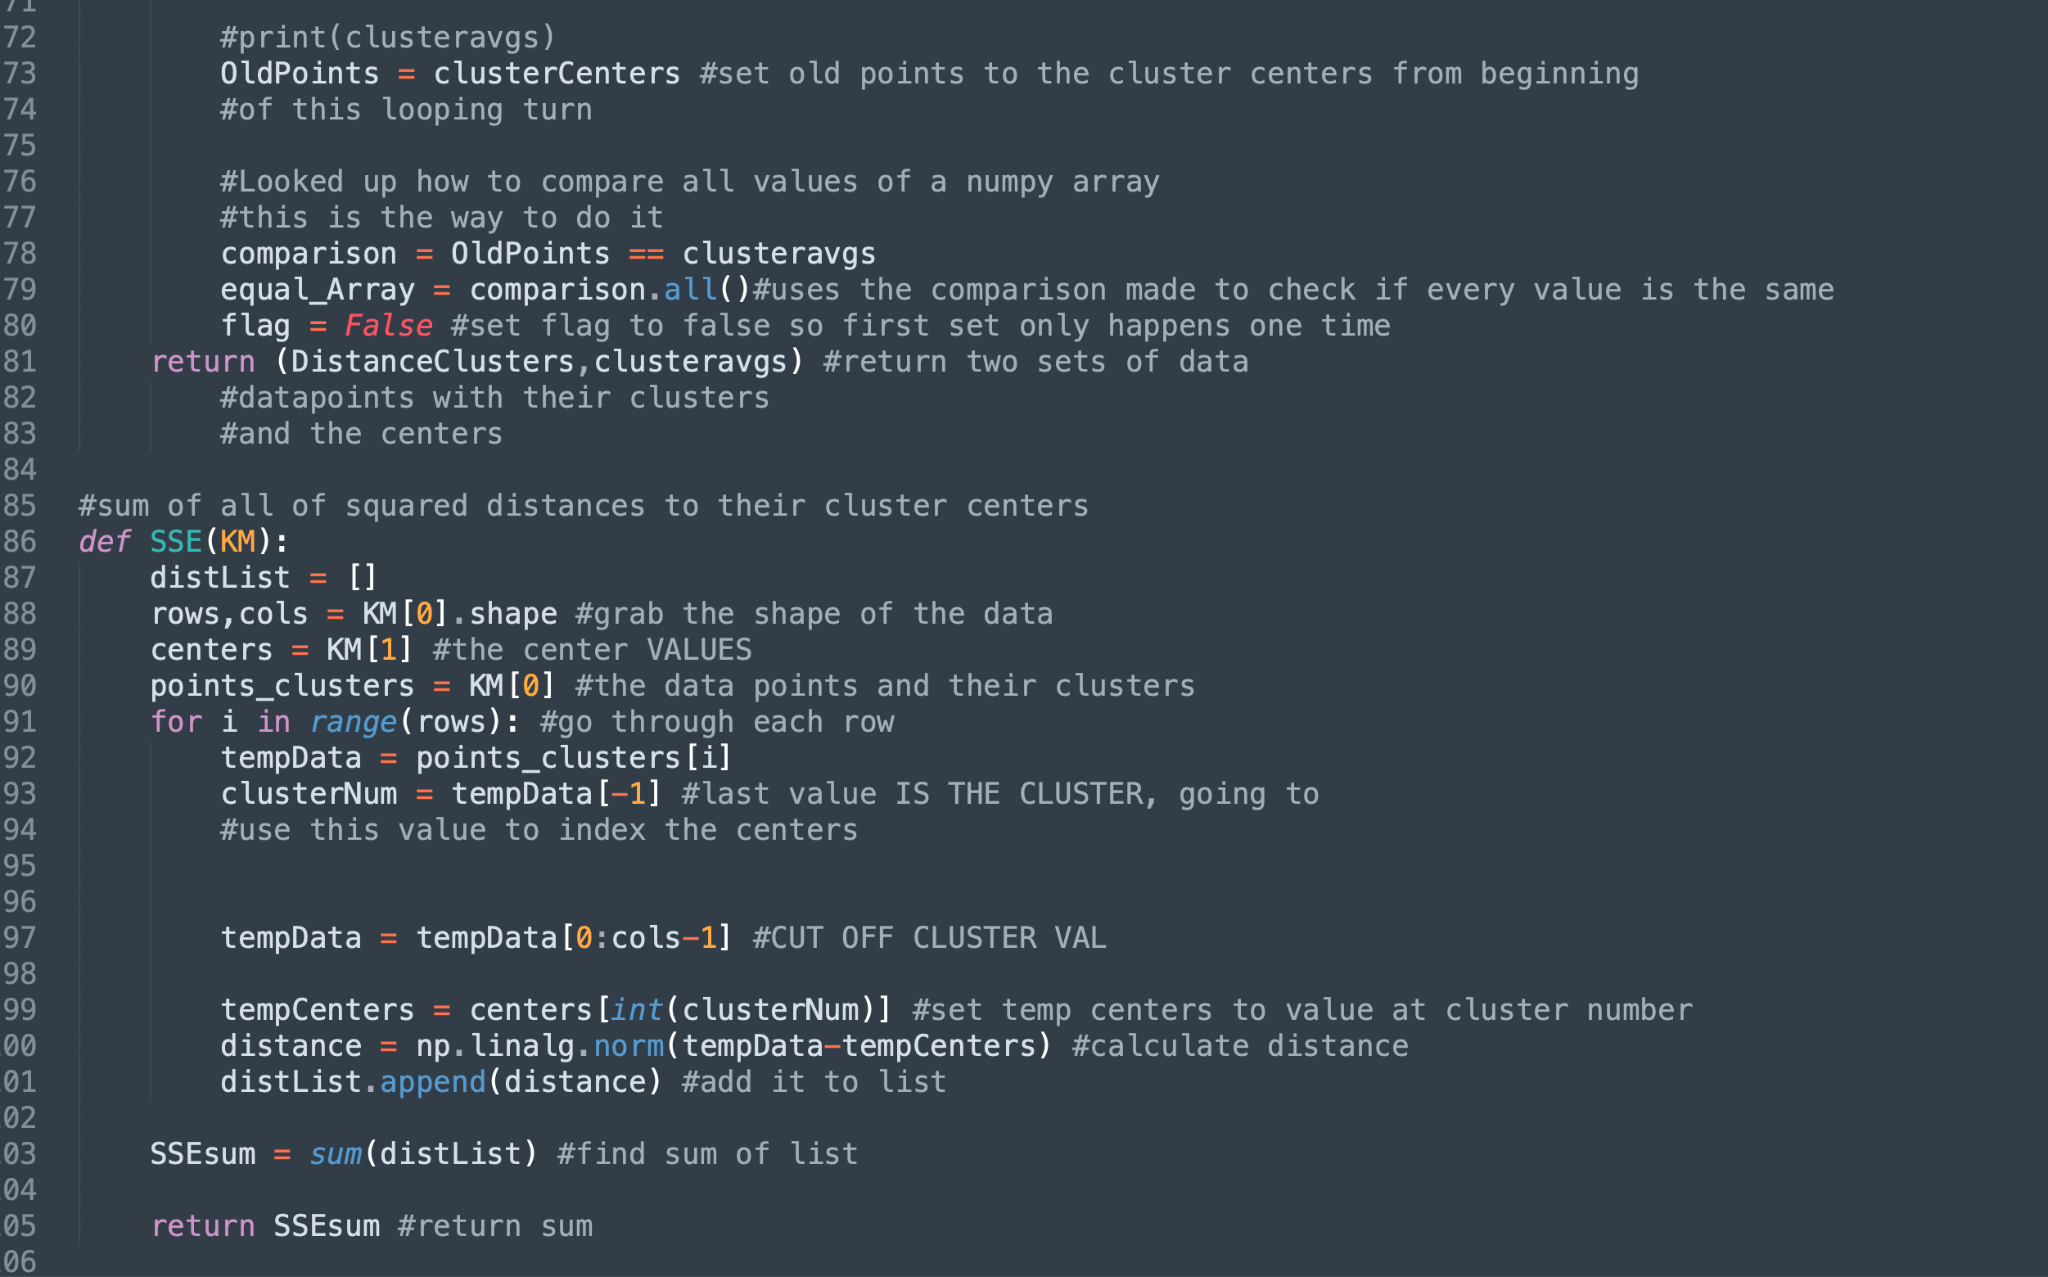 71
72 #print(clusteravgs)
73 OldPoints = clusterCenters #set old points to the cluster centers from beginning
74 #of this looping turn
75
76 #Looked up how to compare all values of a numpy array
77 #this is the way to do it
78 comparison = OldPoints == clusteravgs
79 equal_Array = comparison.all()#uses the comparison made to check if every value is the same
80 flag = False #set flag to false so first set only happens one time
81 return (DistanceClusters,clusteravgs) #return two sets of data
82 #datapoints with their clusters
83 #and the centers
84
85 #sum of all of squared distances to their cluster centers
86 def SSE(KM):
87 distList = []
88 rows,cols = KM[0].shape #grab the shape of the data
89 centers = KM[1] #the center VALUES
90 points_clusters = KM[0] #the data points and their clusters
91 for i in range(rows): #go through each row
92 tempData = points_clusters[i]
93 clusterNum = tempData[-1] #last value IS THE CLUSTER, going to
94 #use this value to index the centers
95
96
97 tempData = tempData[0:cols-1] #CUT OFF CLUSTER VAL
98
99 tempCenters = centers[int(clusterNum)] #set temp centers to value at cluster number
00 distance = np.linalg.norm(tempData-tempCenters) #calculate distance
01 distList.append(distance) #add it to list
02
03 SSEsum = sum(distList) #find sum of list
04
05 return SSEsum #return sum
06